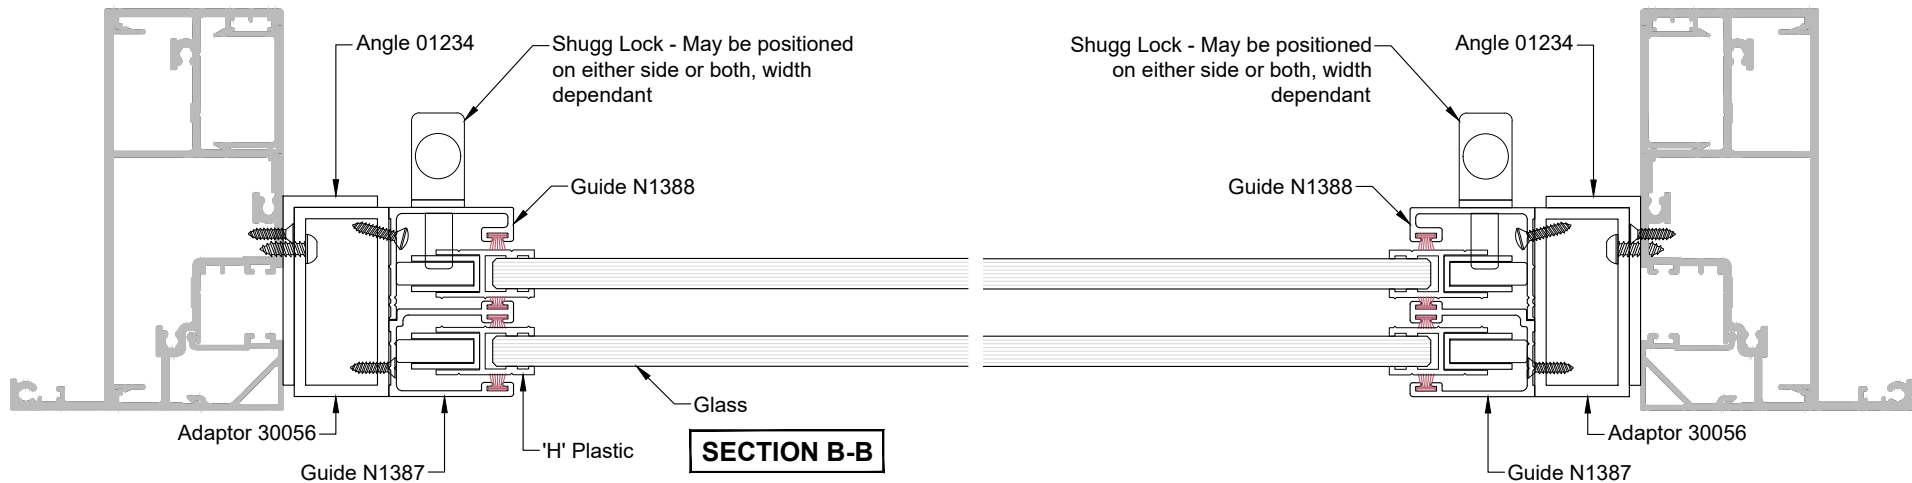 Angle 01234
Shugg Lock - May be positioned
on either side or both, width
dependant
Guide N1388
Adaptor 30056
Guide N1387
'H' Plastic
Glass
SECTION B-B
Shugg Lock - May be positioned
on either side or both, width
dependant
Angle 01234
Guide N1388
Adaptor 30056
Guide N1387